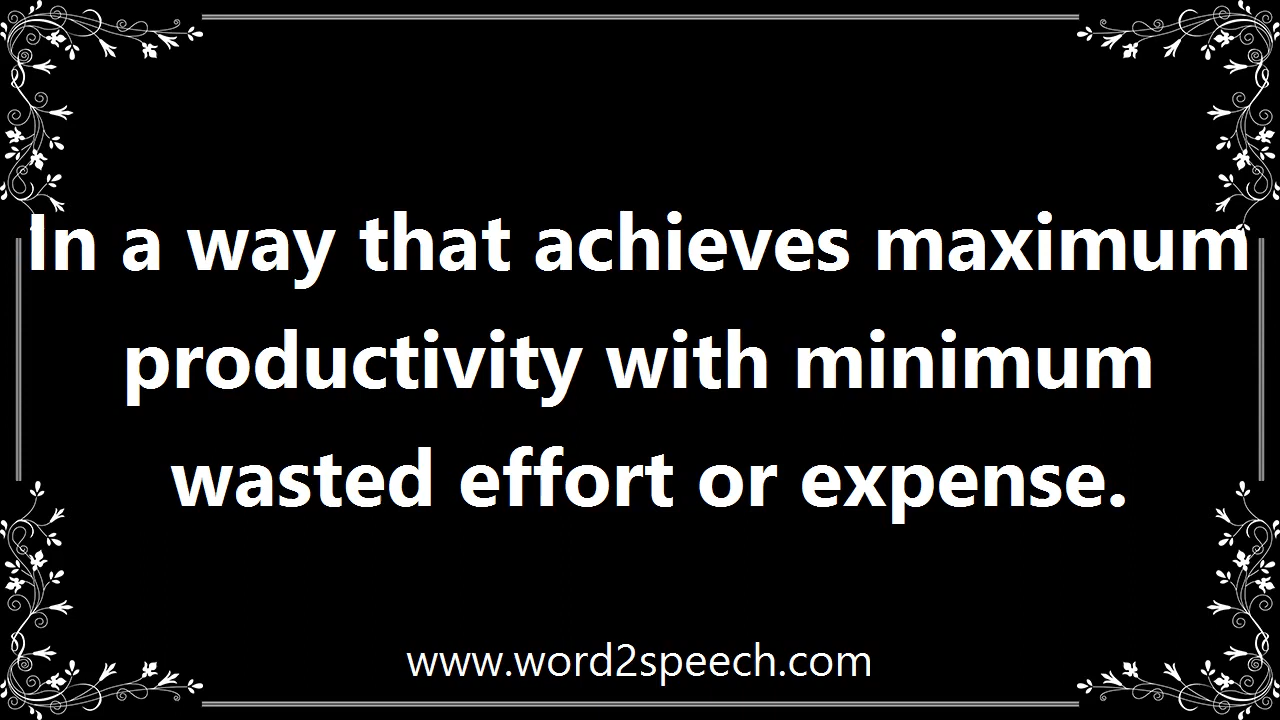 In a way that achieves maximum
productivity with minimum
wasted effort or expense.
www.word2speech.com